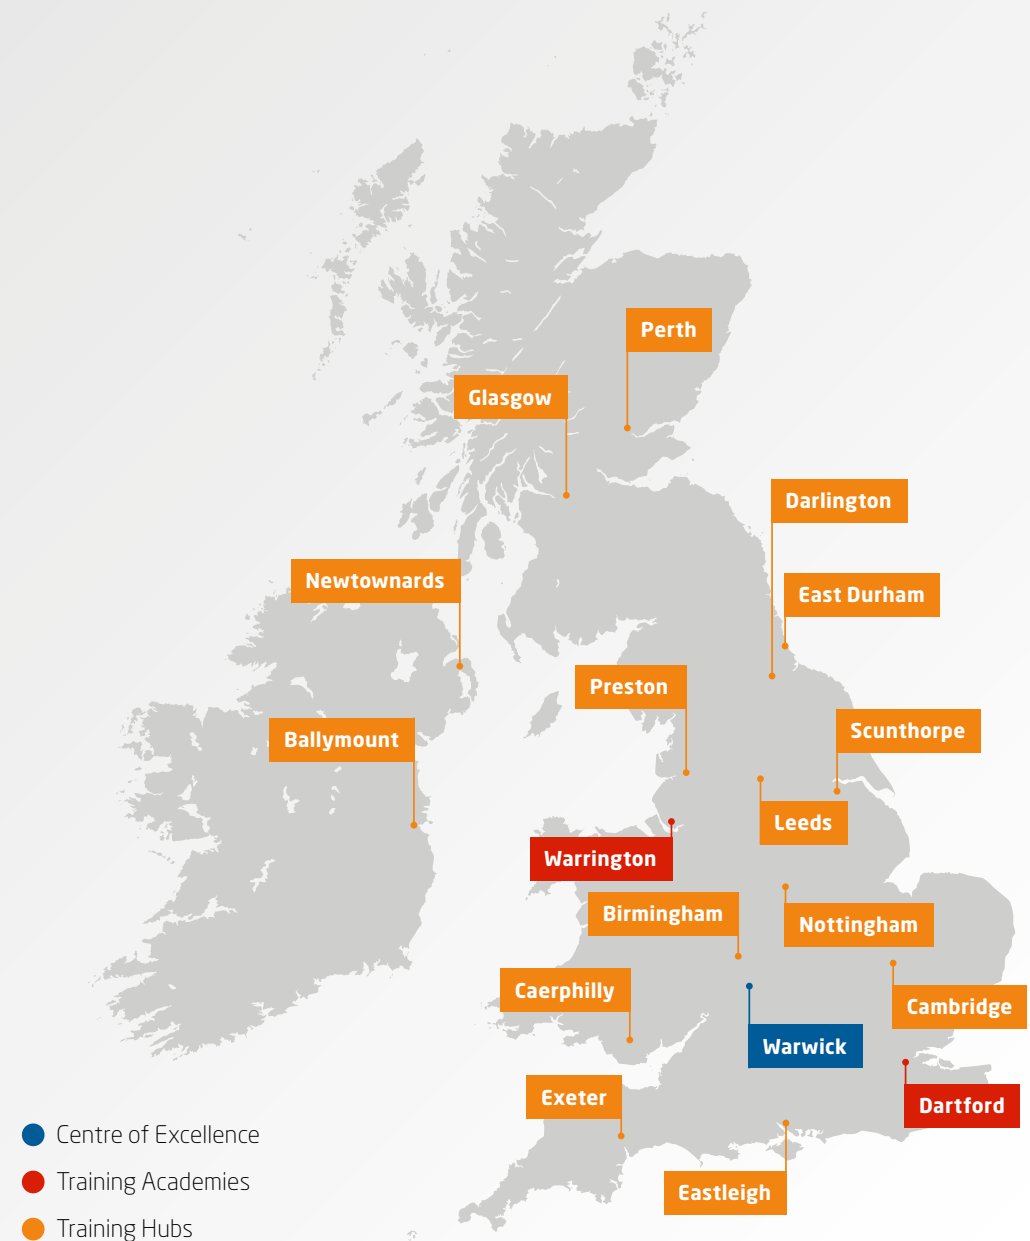 Perth
Glasgow
Darlington
Newtownards
East Durham
Preston
Scunthorpe
Ballymount
Leeds
Warrington
Birmingham
Nottingham
Caerphilly
Cambridge
Warwick
Exeter
Dartford
Centre of Excellence
Training Academies
Eastleigh
Training Hubs